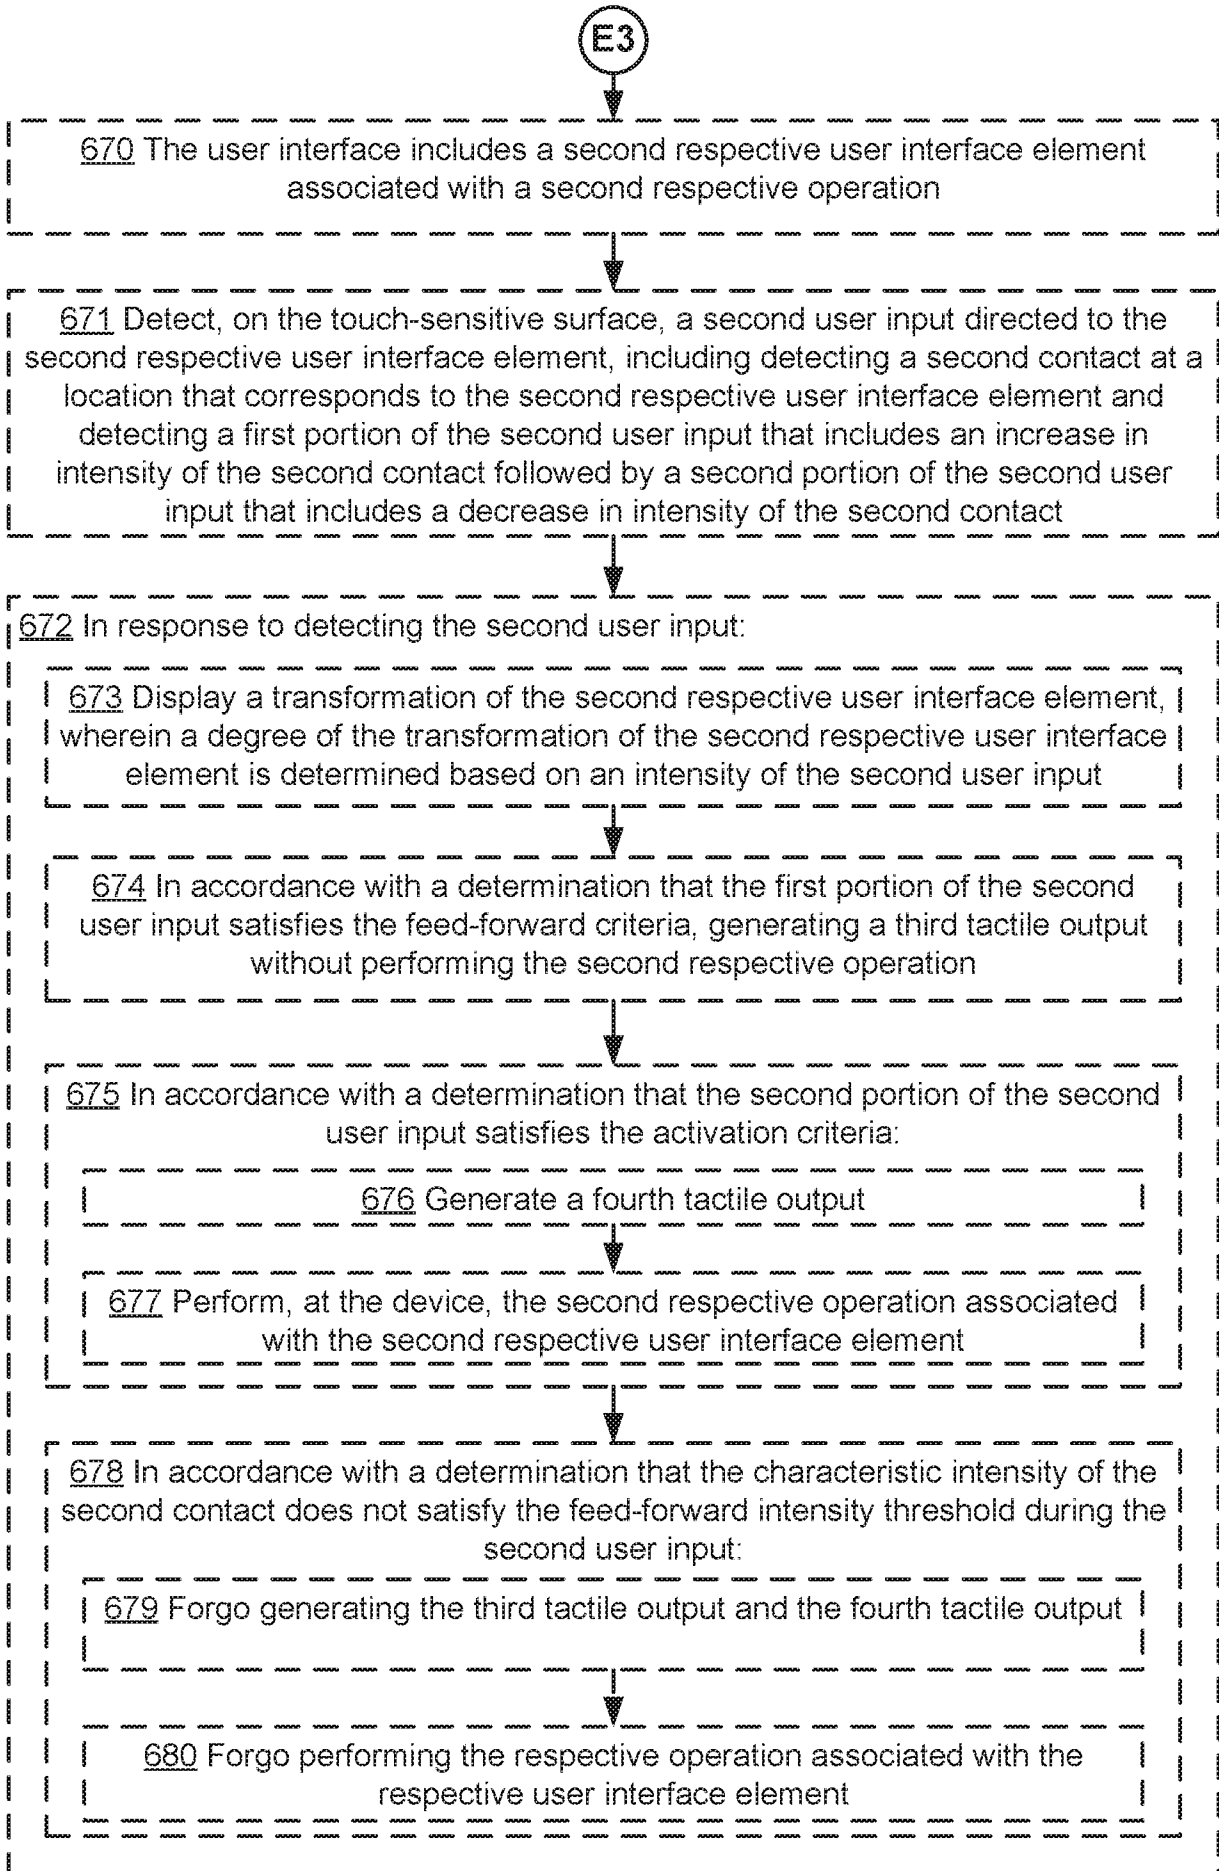 E3
670 The user interface includes a second respective user interface element
associated with a second respective operation
671 Detect, on the touch-sensitive surface, a second user input directed to the
second respective user interface element, including detecting a second contact at a
location that corresponds to the second respective user interface element and
detecting a first portion of the second user input that includes an increase in
intensity of the second contact followed by a second portion of the second user
input that includes a decrease in intensity of the second contact
672 In response to detecting the second user input:
673 Display a transformation of the second respective user interface element,
wherein a degree of the transformation of the second respective user interface
element is determined based on an intensity of the second user input
674 In accordance with a determination that the first portion of the second
user input satisfies the feed-forward criteria, generating a third tactile output
without performing the second respective operation
675 In accordance with a determination that the second portion of the second
user input satisfies the activation criteria:
676 Generate a fourth tactile output
677 Perform, at the device, the second respective operation associated
with the second respective user interface element
678 In accordance with a determination that the characteristic intensity of the
second contact does not satisfy the feed-forward intensity threshold during the
second user input:
679 Forgo generating the third tactile output and the fourth tactile output
680 Forgo performing the respective operation associated with the
respective user interface element